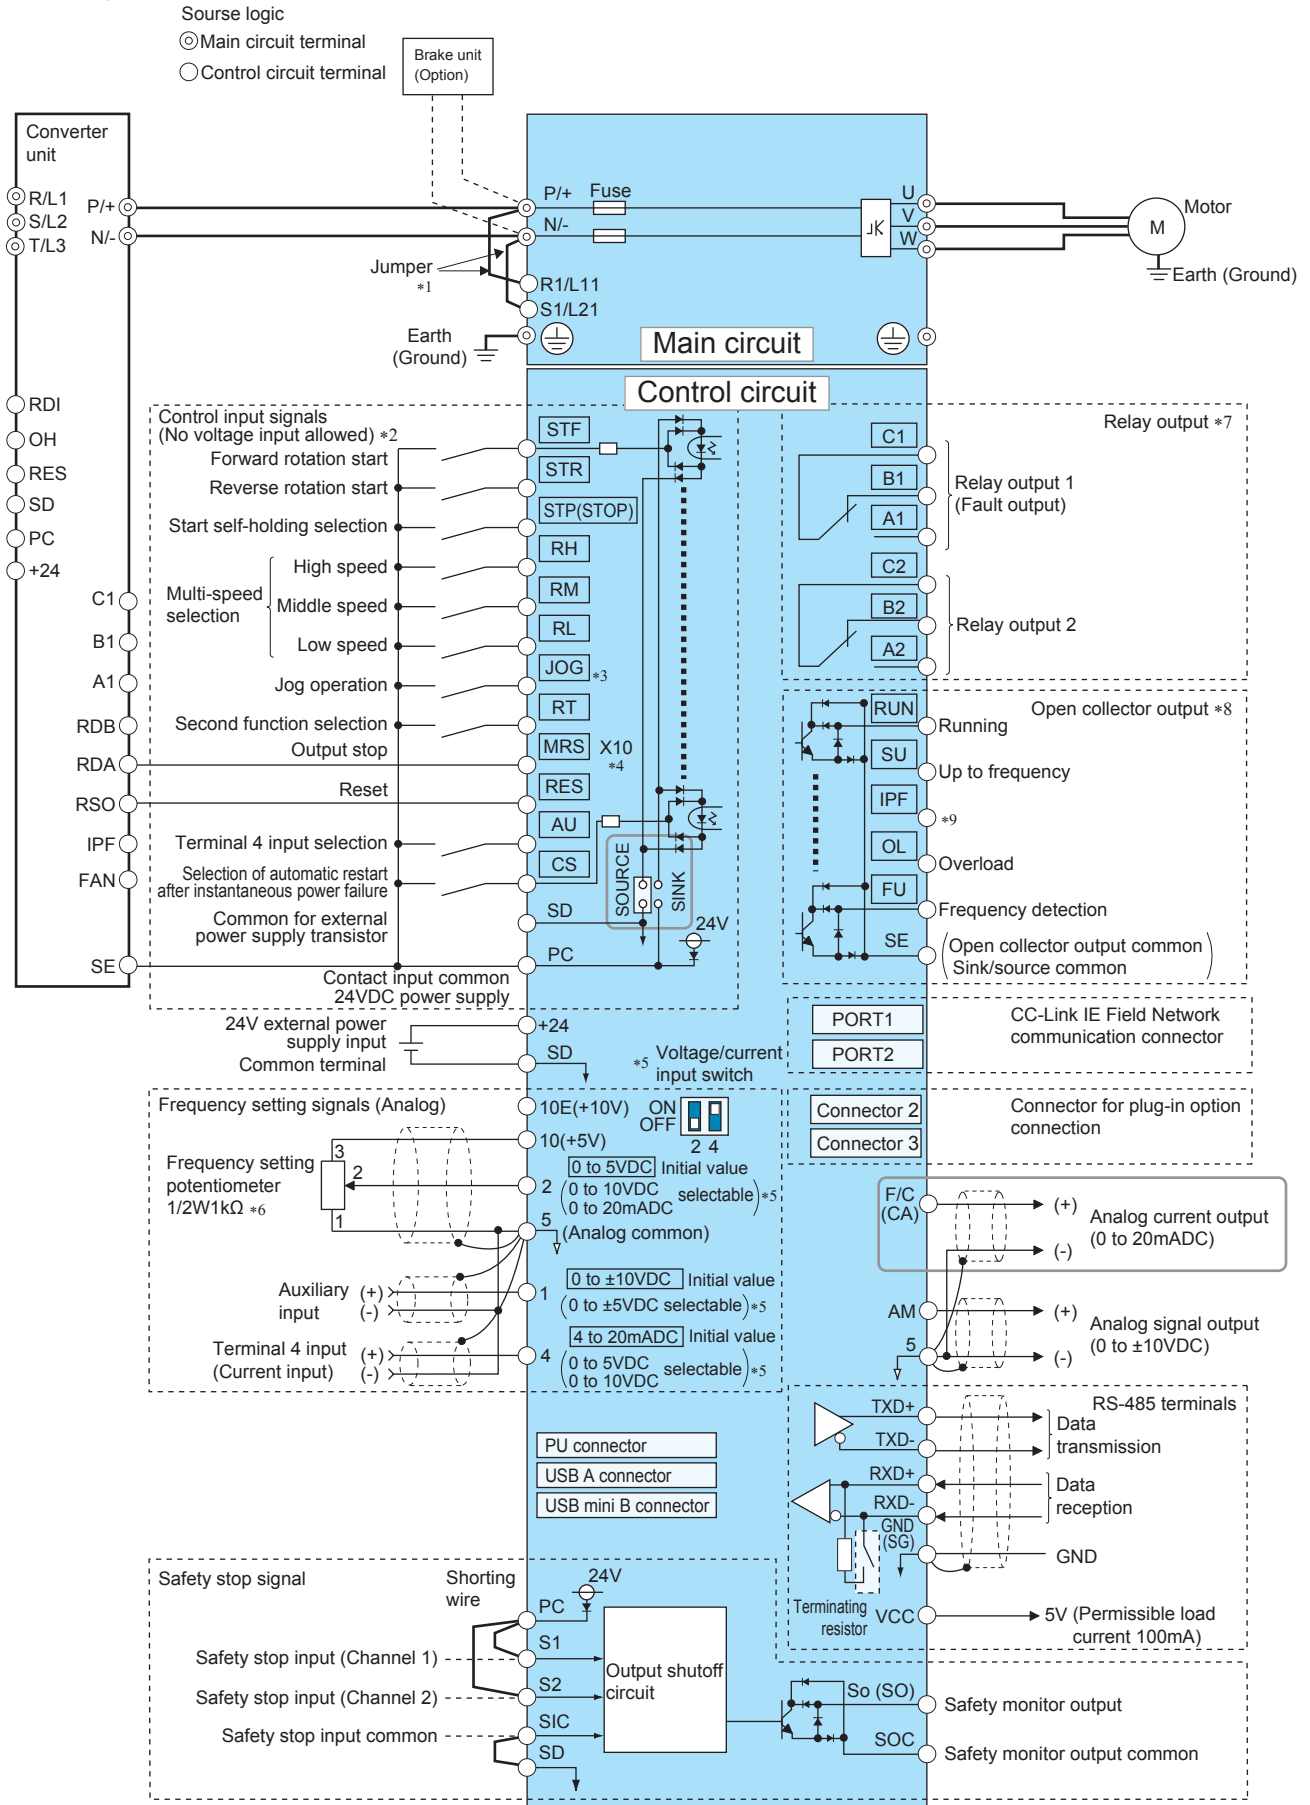 Sourse logic
Main circuit terminal
Control circuit terminal
Brake unit
(Option)
Converter
unit
R/L1
S/L2
T/L3
P/+
N/-
P/+
Fuse
N/-
U
V
W
Motor
M
Earth (Ground)
Jumper
*1
R1/L11
S1/L21
Earth
(Ground)
Main circuit
Control circuit
RDI
OH
RES
SD
PC
+24
C1
B1
A1
RDB
RDA
RSO
IPF
FAN
SE
Control input signals
(No voltage input allowed) *2
Forward rotation start
Reverse rotation start
Start self-holding selection
Multi-speed
selection
High speed
Middle speed
Low speed
Jog operation
Second function selection
Output stop
Reset
Terminal 4 input selection
Selection of automatic restart
after instantaneous power failure
Common for external
power supply transistor
Contact input common
24VDC power supply
STF
STR
STP(STOP)
RH
RM
RL
JOG *3
RT
MRS X10
*4
RES
AU
CS
SD
PC
SOURCE
SINK
24V
Relay output *7
C1
B1
A1
Relay output 1
(Fault output)
C2
B2
A2
Relay output 2
Open collector output *8
RUN
Running
SU
Up to frequency
IPF
*9
OL
Overload
FU
Frequency detection
SE
(Open collector output common
Sink/source common)
24V external power
supply input
Common terminal
+24
SD
*5 Voltage/current
input switch
PORT1
PORT2
CC-Link IE Field Network
communication connector
Connector 2
Connector 3
Connector for plug-in option
connection
Frequency setting signals (Analog)
10E(+10V)
ON
OFF
2 4
10(+5V)
Frequency setting
potentiometer
1/2W1kΩ *6
3
2
1
2
0 to 5VDC Initial value
(0 to 10VDC
0 to 20mADC selectable) *5
5
(Analog common)
Auxiliary
input
(+)
(-)
1
0 to ±10VDC Initial value
(0 to ±5VDC selectable) *5
Terminal 4 input
(Current input)
(+)
(-)
4
4 to 20mADC Initial value
(0 to 5VDC
0 to 10VDC selectable) *5
F/C
(CA)
(+)
(-)
Analog current output
(0 to 20mADC)
AM
5
(+)
(-)
Analog signal output
(0 to ±10VDC)
PU connector
USB A connector
USB mini B connector
RS-485 terminals
TXD+
TXD-
Data
transmission
RXD+
RXD-
Data
reception
GND
(SG)
GND
Terminating
resistor
VCC
5V (Permissible load
current 100mA)
Safety stop signal
Shorting
wire
24V
PC
S1
S2
SIC
SD
Safety stop input (Channel 1)
Safety stop input (Channel 2)
Safety stop input common
Output shutoff
circuit
So (SO)
SOC
Safety monitor output
Safety monitor output common